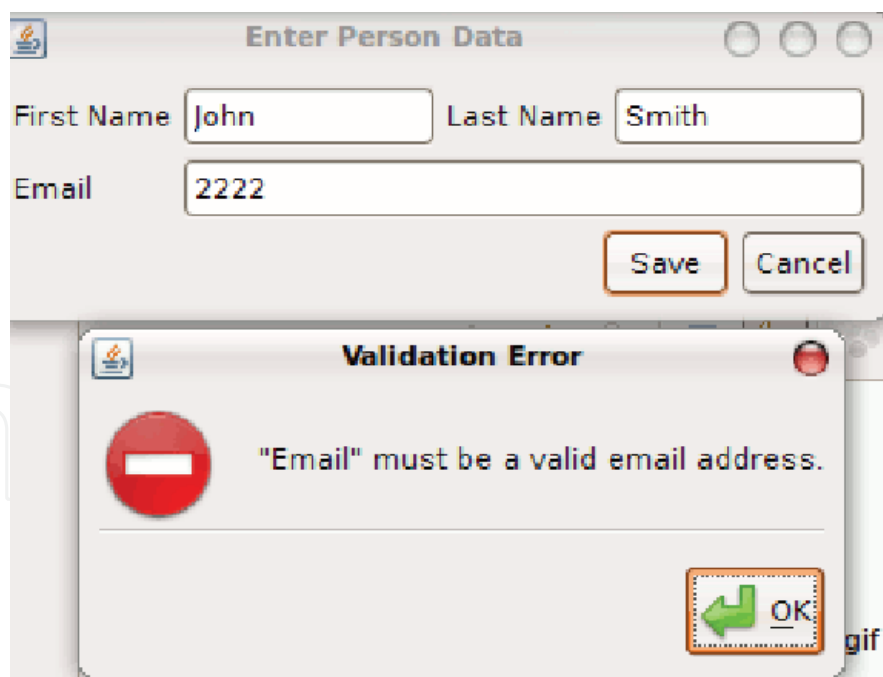 Enter Person Data
First Name John Last Name Smith
Email 2222
Save Cancel
Validation Error
"Email" must be a valid email address.
OK
gif